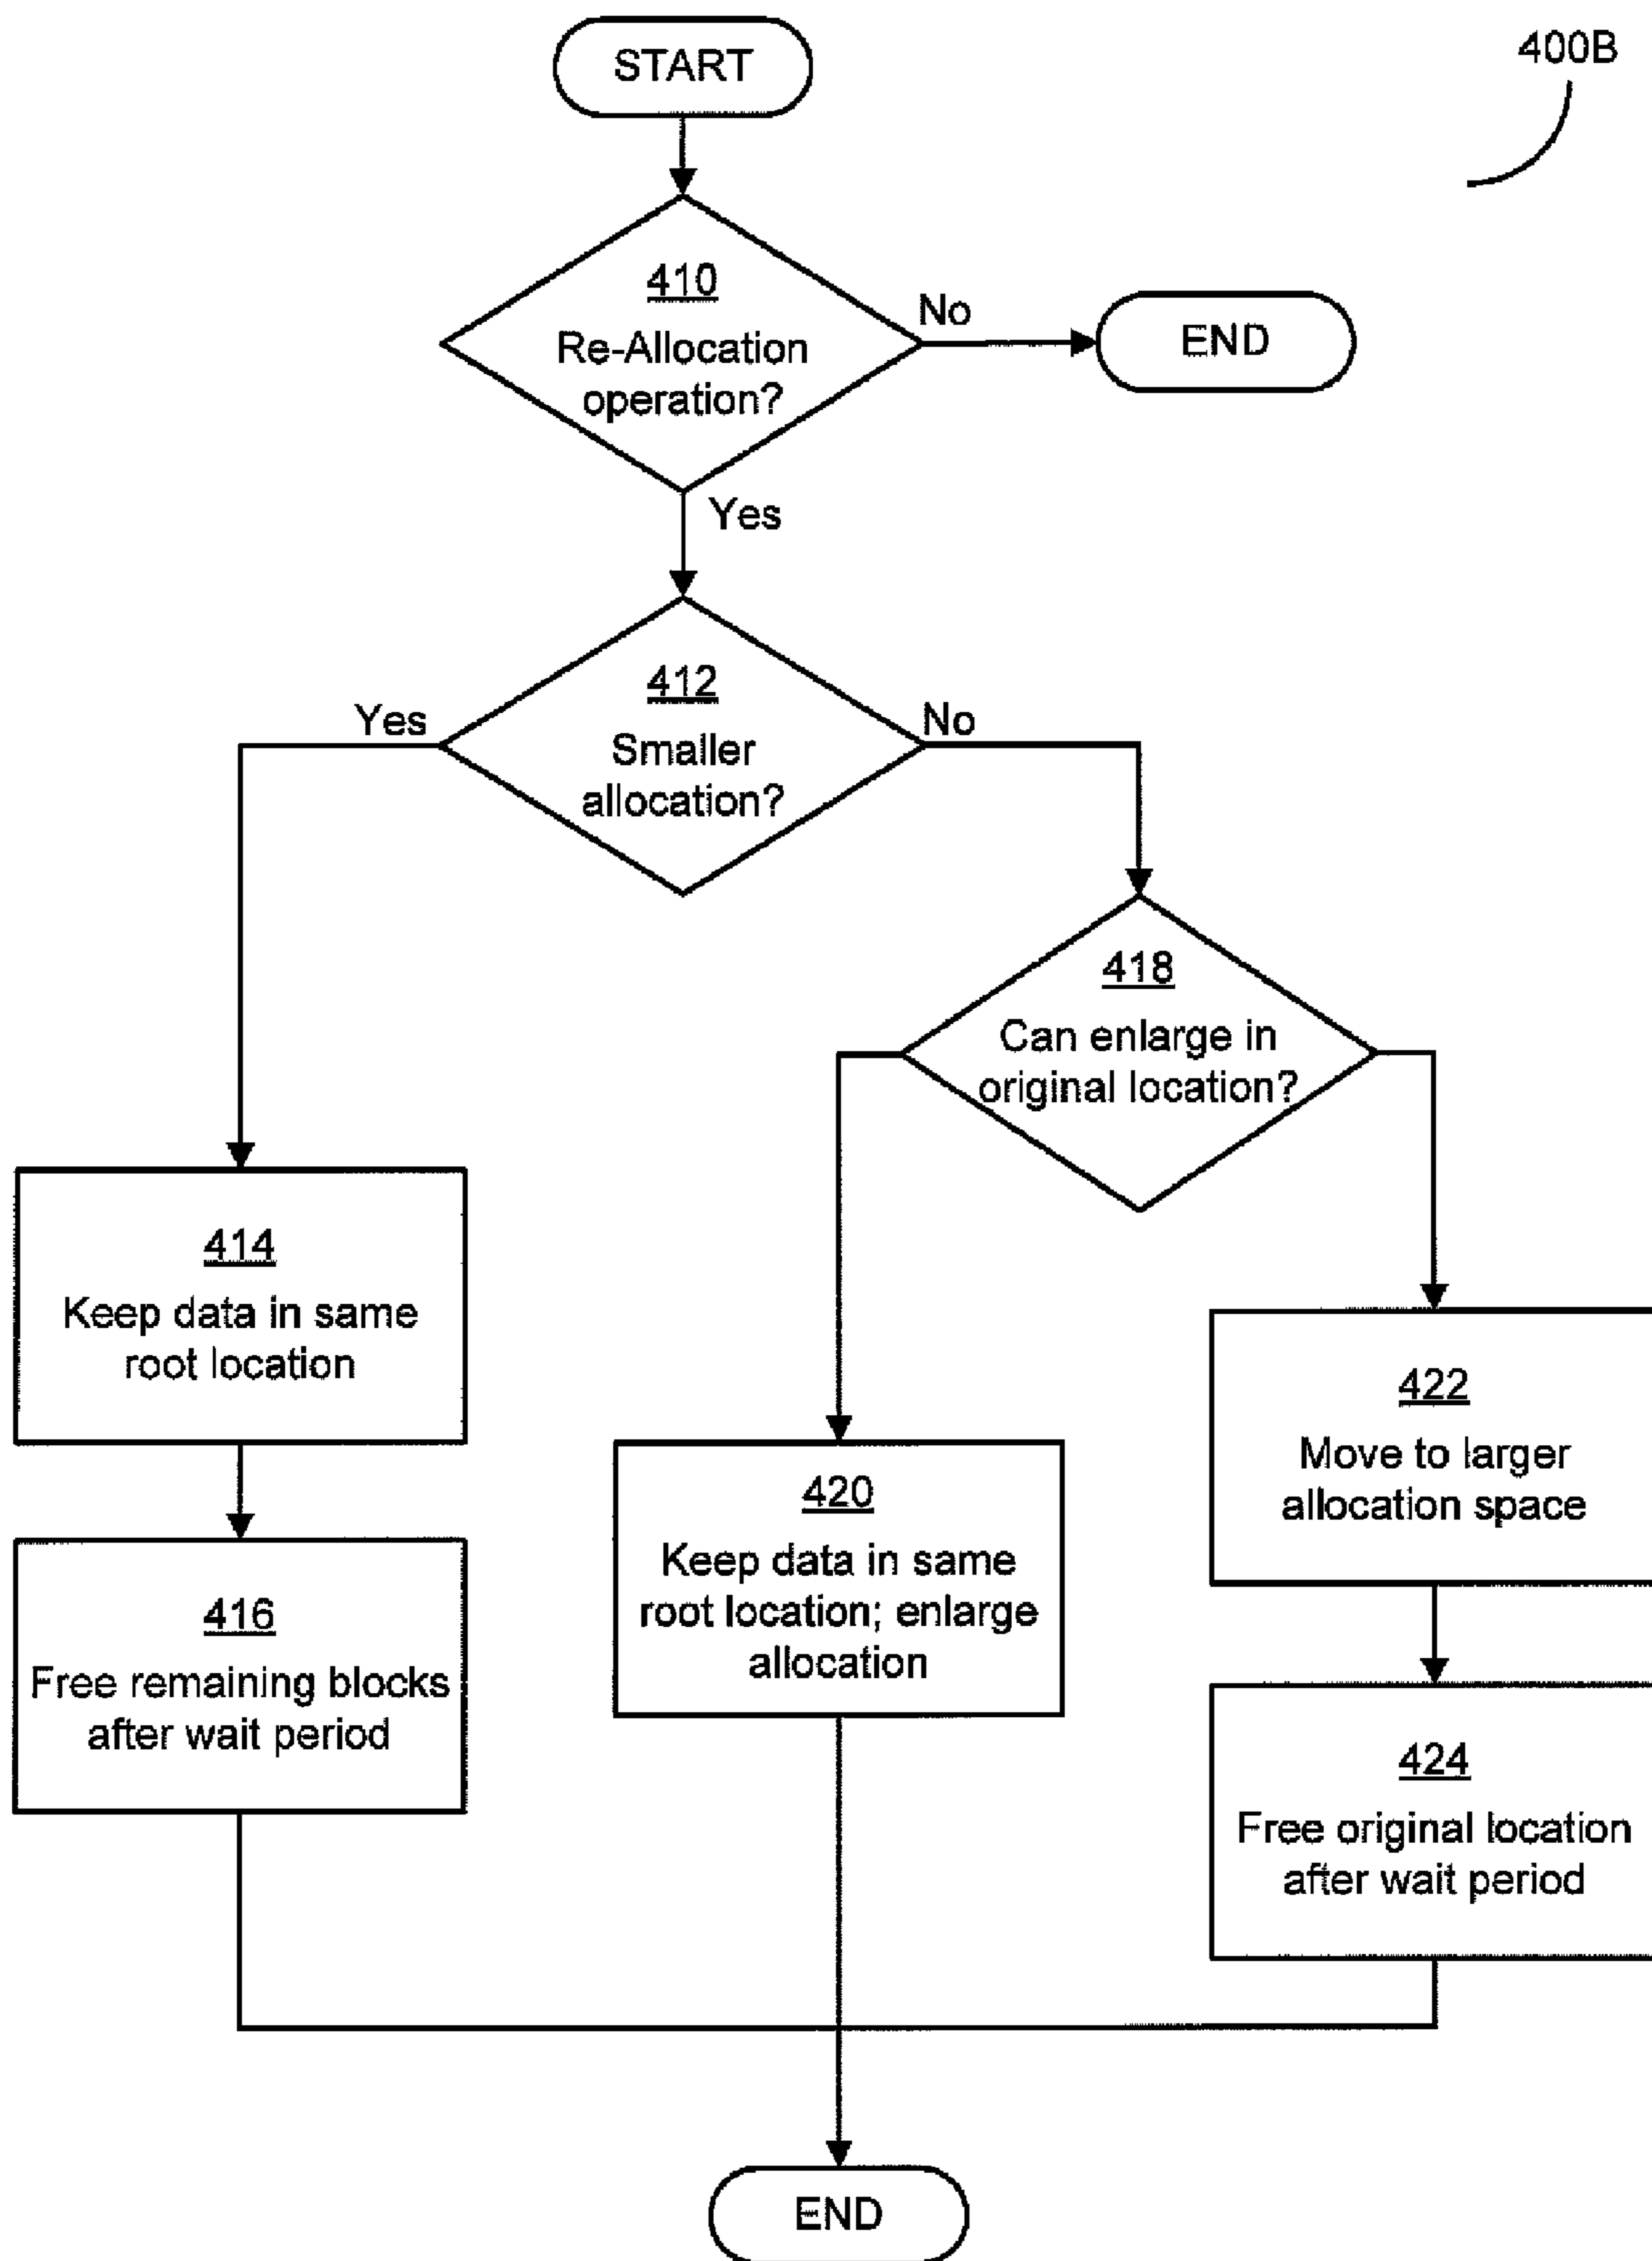 START
400B
410
Re-Allocation
operation?
No
END
Yes
412
Smaller
allocation?
Yes
No
418
Can enlarge in
original location?
414
Keep data in same
root location
416
Free remaining blocks
after wait period
420
Keep data in same
root location; enlarge
allocation
422
Move to larger
allocation space
424
Free original location
after wait period
END